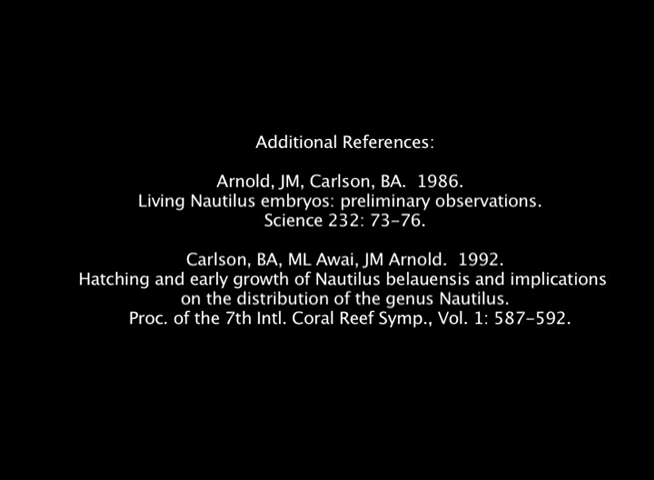 Additional References:
Arnold, JM, Carlson, BA.  1986.
Living Nautilus embryos: preliminary observations.
Science 232: 73–76.
Carlson, BA, ML Awai, JM Arnold.  1992.
Hatching and early growth of Nautilus belauensis and implications
on the distribution of the genus Nautilus.
Proc. of the 7th Intl. Coral Reef Symp., Vol. 1: 587–592.